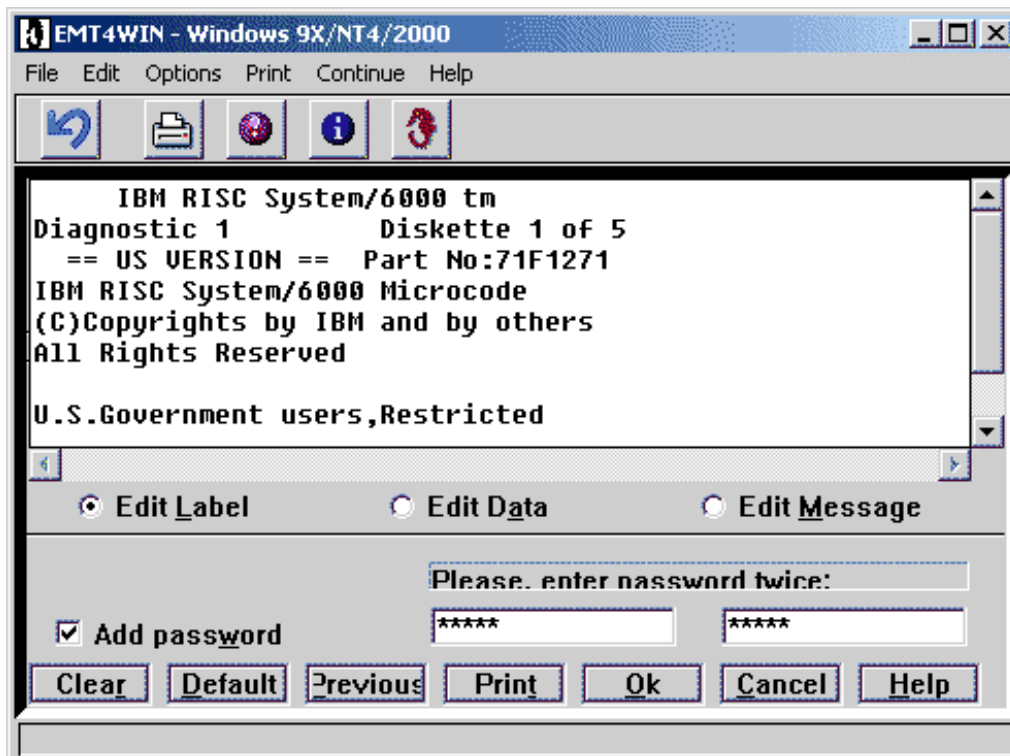 EMT4WIN - Windows 9X/NT4/2000
File Edit Options Print Continue Help
IBM RISC System/6000 tm
Diagnostic 1 Diskette 1 of 5
== US VERSION == Part No:71F1271
IBM RISC System/6000 Microcode
(C)Copyrights by IBM and by others
All Rights Reserved
U.S.Government users,Restricted
Edit Label Edit Data Edit Message
Please, enter password twice:
Add password ***** *****
Clear Default Previous Print Ok Cancel Help